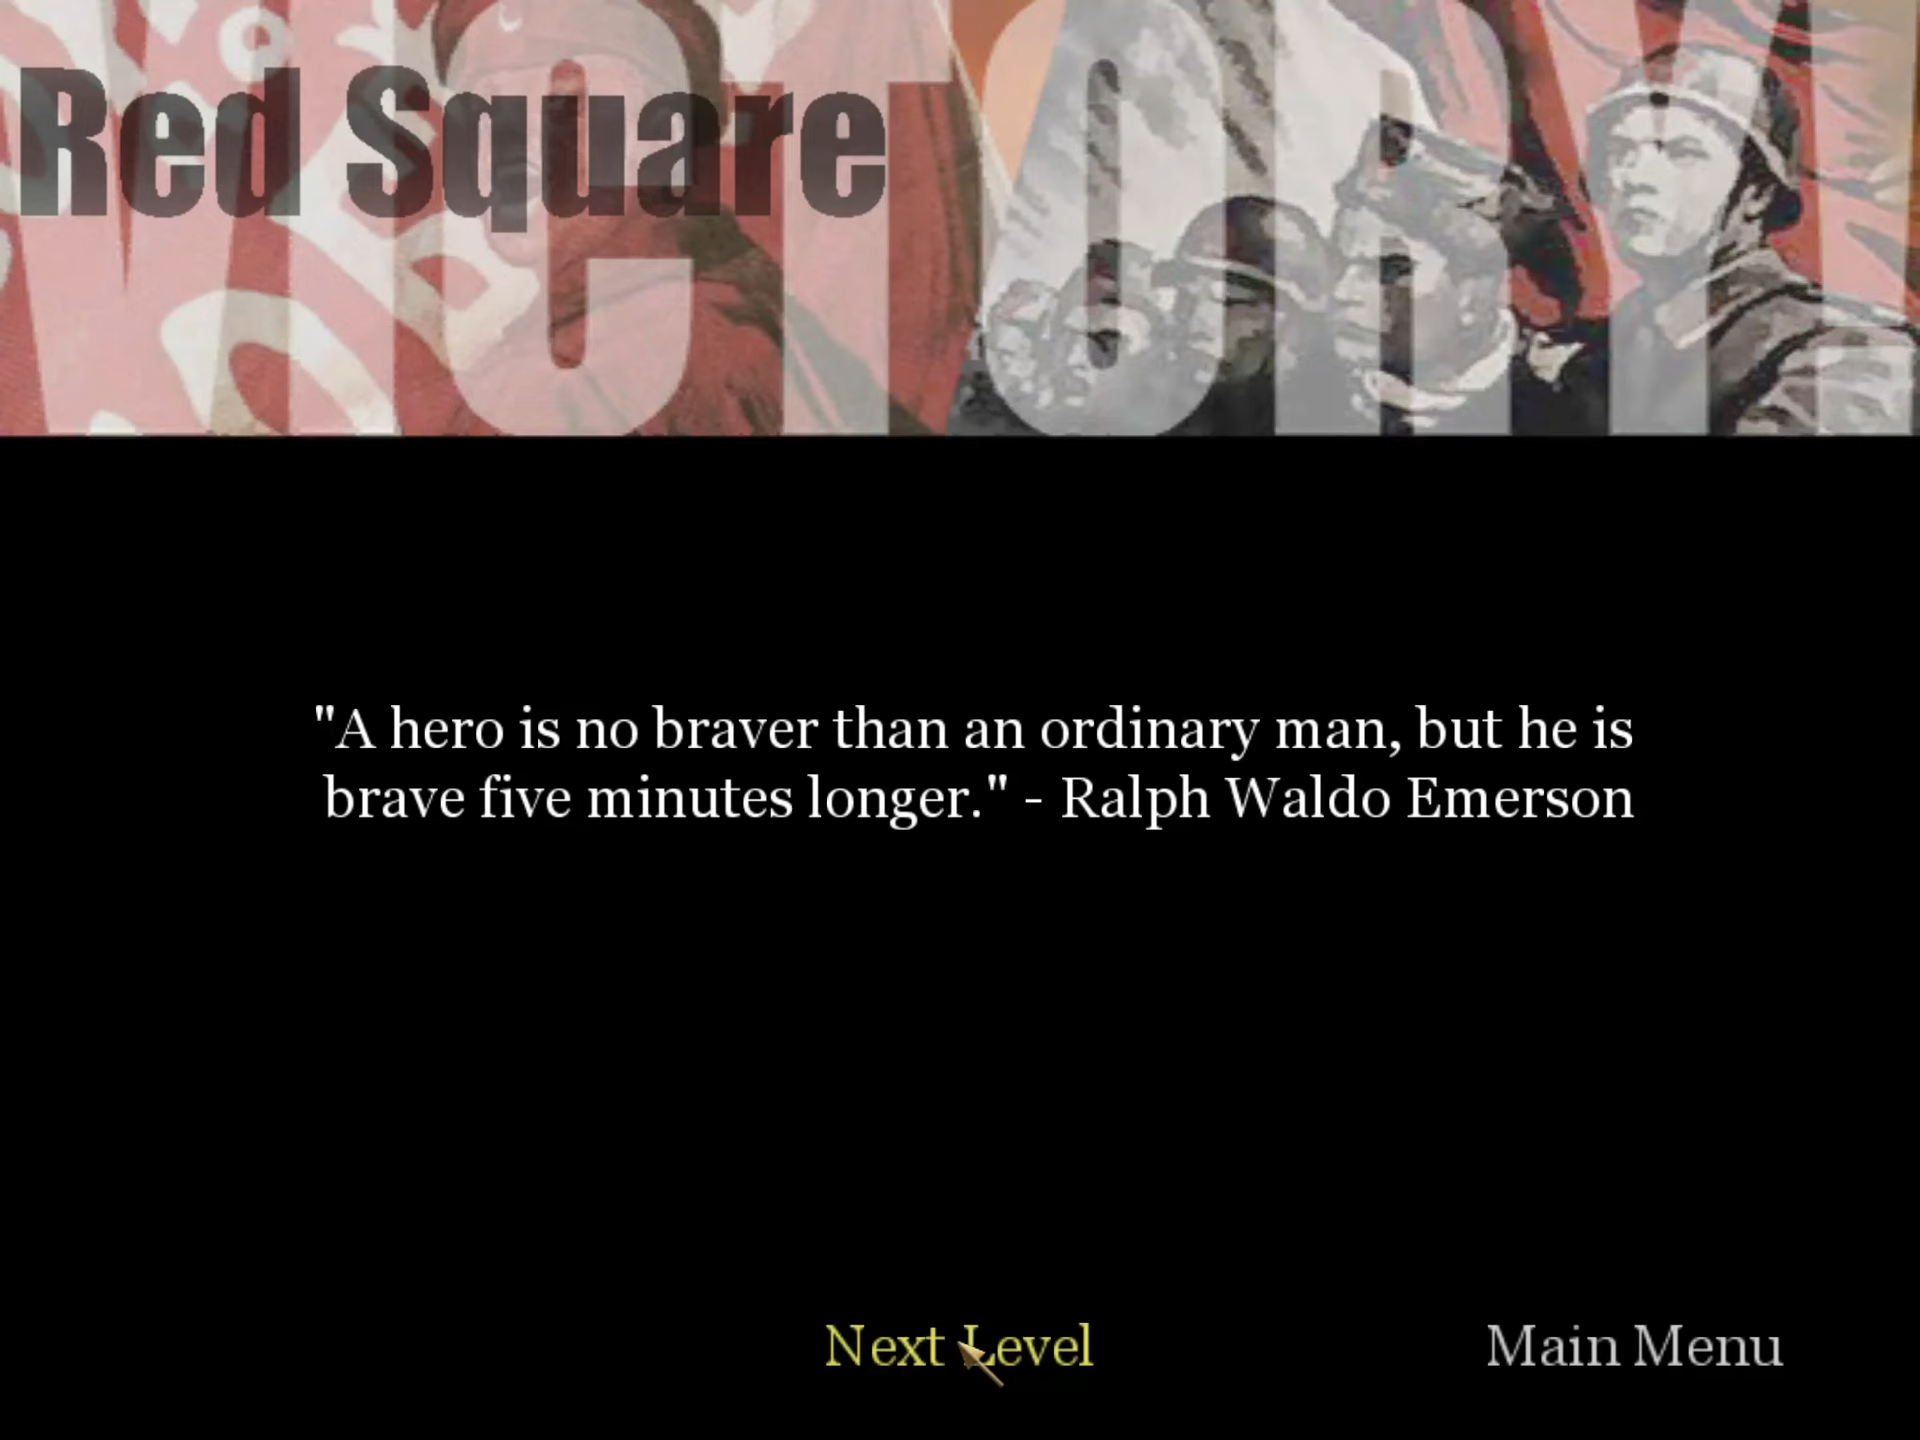 VICTORY!
Red Square
"A hero is no braver than an ordinary man, but he is
brave five minutes longer." - Ralph Waldo Emerson
Next Level
Main Menu